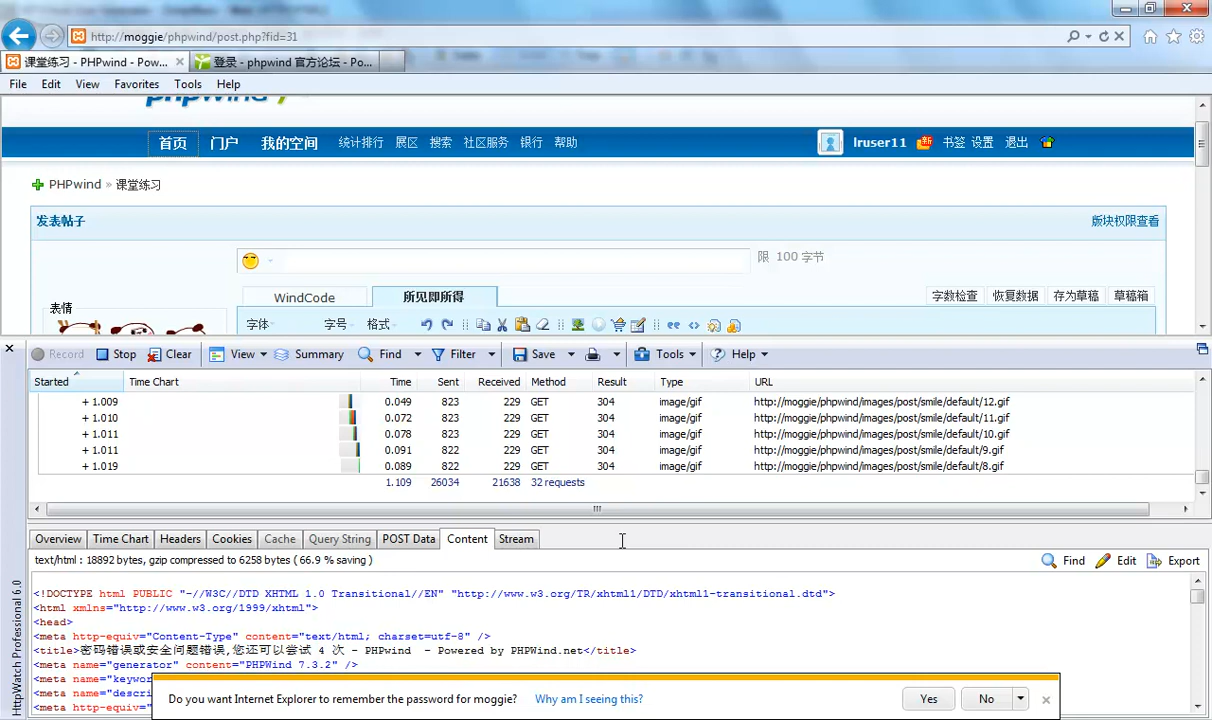 http://moggie/phpwind/post.php?fid=31
课堂练习 - PHPwind - Pow...
登录 - phpwind 官方论坛 - Po...
File Edit View Favorites Tools Help
phpwind
首页 门户 我的空间 统计排行 展区 搜索 社区服务 银行 帮助 lruser11 新 书签 设置 退出
PHPwind » 课堂练习
发表帖子 版块权限查看
限 100 字节
WindCode 所见即所得 字数检查 恢复数据 存为草稿 草稿箱
表情
字体 字号 格式
Record Stop Clear View Summary Find Filter Save Tools Help
Started Time Chart Time Sent Received Method Result Type URL
+ 1.009 0.049 823 229 GET 304 image/gif http://moggie/phpwind/images/post/smile/default/12.gif
+ 1.010 0.072 823 229 GET 304 image/gif http://moggie/phpwind/images/post/smile/default/11.gif
+ 1.011 0.078 823 229 GET 304 image/gif http://moggie/phpwind/images/post/smile/default/10.gif
+ 1.011 0.091 822 229 GET 304 image/gif http://moggie/phpwind/images/post/smile/default/9.gif
+ 1.019 0.089 822 229 GET 304 image/gif http://moggie/phpwind/images/post/smile/default/8.gif
1.109 26034 21638 32 requests
Overview Time Chart Headers Cookies Cache Query String POST Data Content Stream
text/html : 18892 bytes, gzip compressed to 6258 bytes ( 66.9 % saving )
Find Edit Export
<!DOCTYPE html PUBLIC "-//W3C//DTD XHTML 1.0 Transitional//EN" "http://www.w3.org/TR/xhtml1/DTD/xhtml1-transitional.dtd">
<html xmlns="http://www.w3.org/1999/xhtml">
<head>
<meta http-equiv="Content-Type" content="text/html; charset=utf-8" />
<title>密码错误或安全问题错误,您还可以尝试 4 次 - PHPwind - Powered by PHPWind.net</title>
<meta name="generator" content="PHPWind 7.3.2" />
<meta name="keywo
<meta name="descri
<meta http-equiv="
HttpWatch Professional 6.0
Do you want Internet Explorer to remember the password for moggie? Why am I seeing this? Yes No